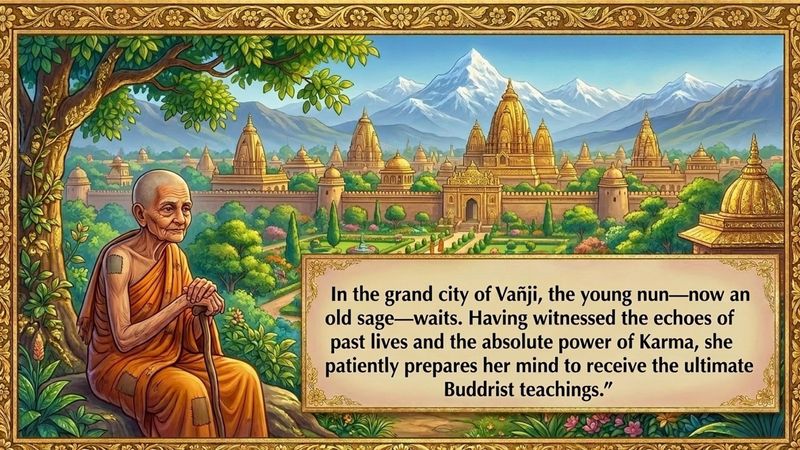 In the grand city of Vañji, the young nun—now an
old sage—waits. Having witnessed the echoes of
past lives and the absolute power of Karma, she
patiently prepares her mind to receive the ultimate
Buddrist teachings.”